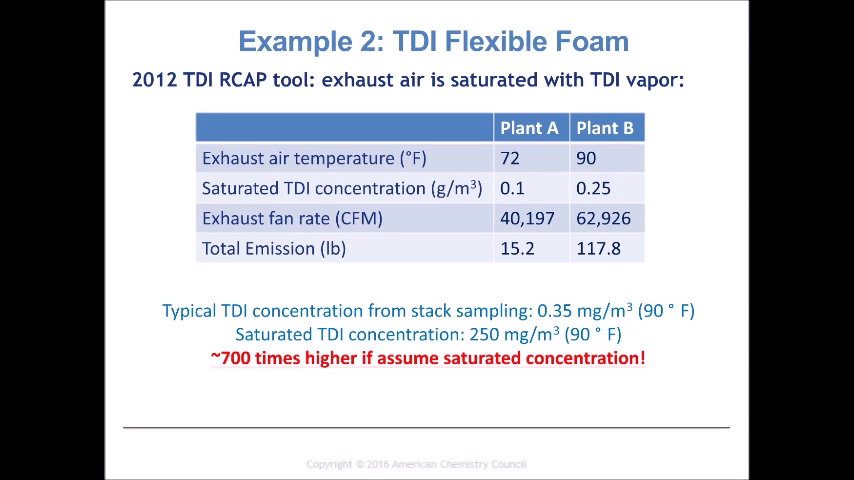 Example 2: TDI Flexible Foam
2012 TDI RCAP tool: exhaust air is saturated with TDI vapor:
Plant A Plant B
Exhaust air temperature (°F) 72 90
Saturated TDI concentration (g/m³) 0.1 0.25
Exhaust fan rate (CFM) 40,197 62,926
Total Emission (lb) 15.2 117.8
Typical TDI concentration from stack sampling: 0.35 mg/m³ (90 ° F)
Saturated TDI concentration: 250 mg/m³ (90 ° F)
~700 times higher if assume saturated concentration!
Copyright © 2016 American Chemistry Council